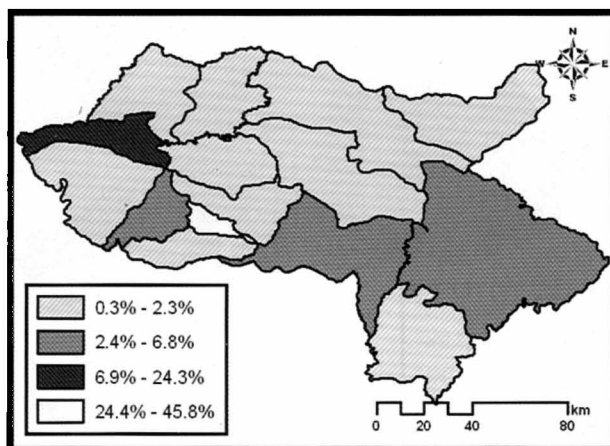 N
W E
S
0.3% - 2.3%
2.4% - 6.8%
6.9% - 24.3%
24.4% - 45.8%
km
0 20 40 80